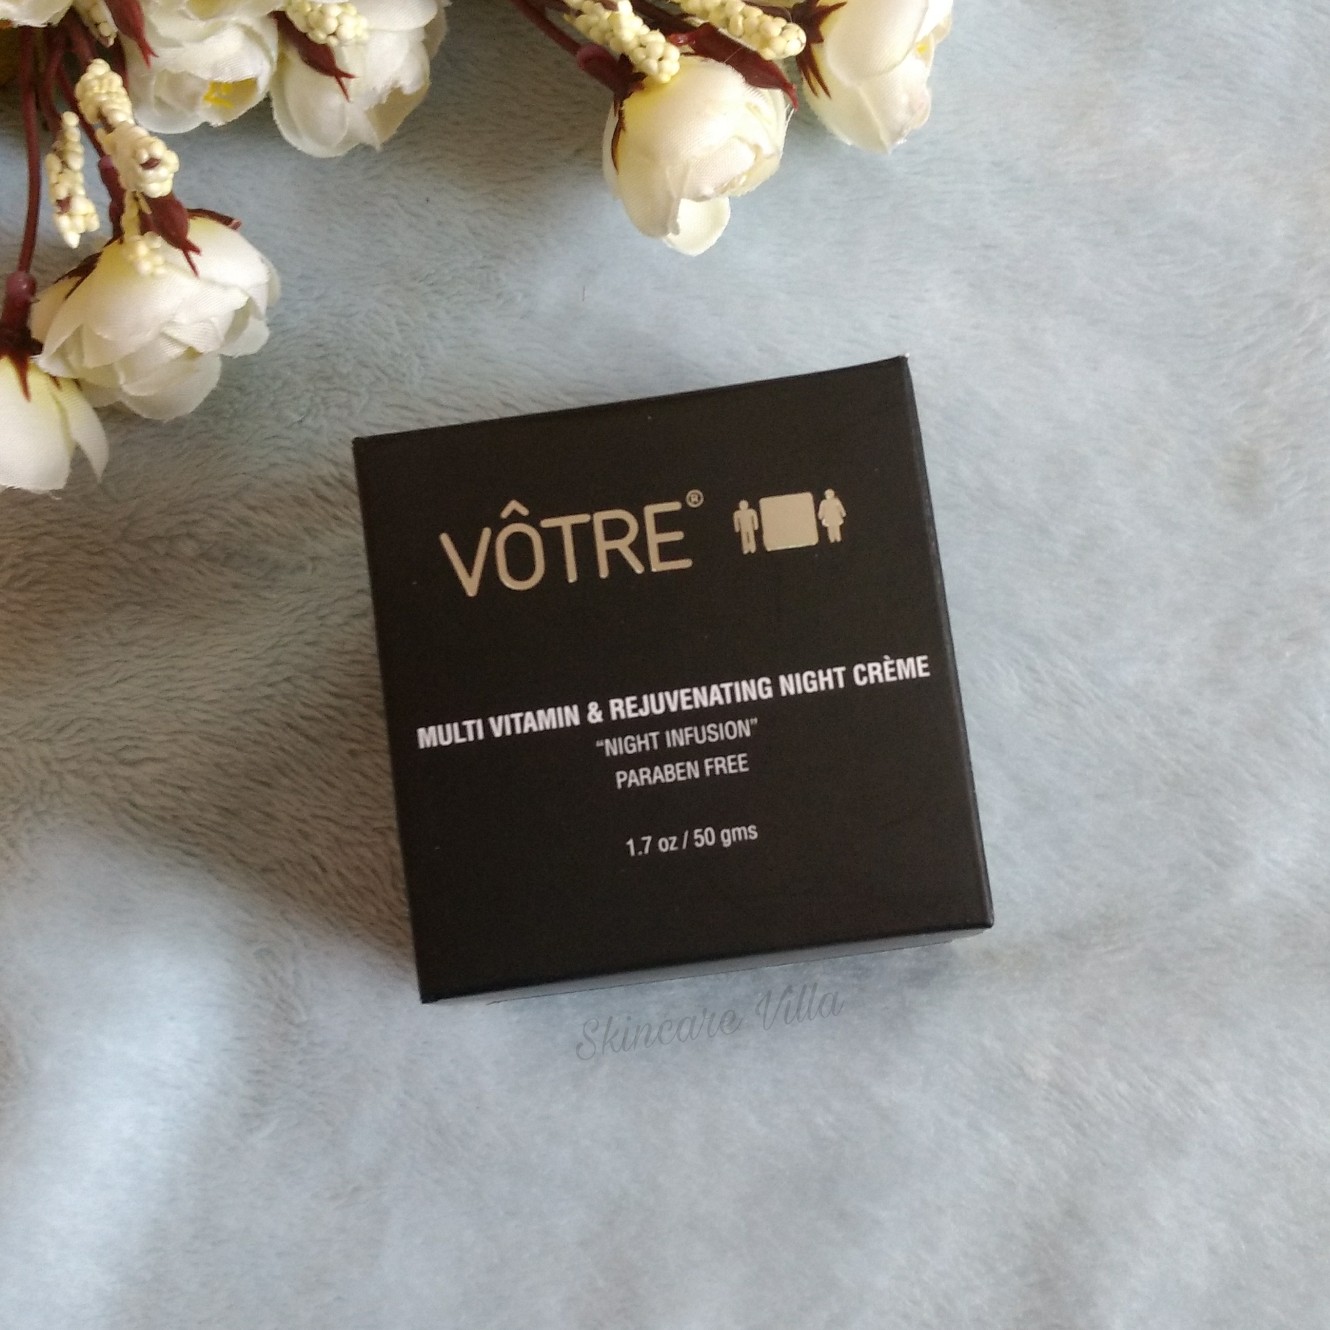 VÔTRE®
MULTI VITAMIN & REJUVENATING NIGHT CRÈME
“NIGHT INFUSION”
PARABEN FREE
1.7 oz / 50 gms
Skincare Villa